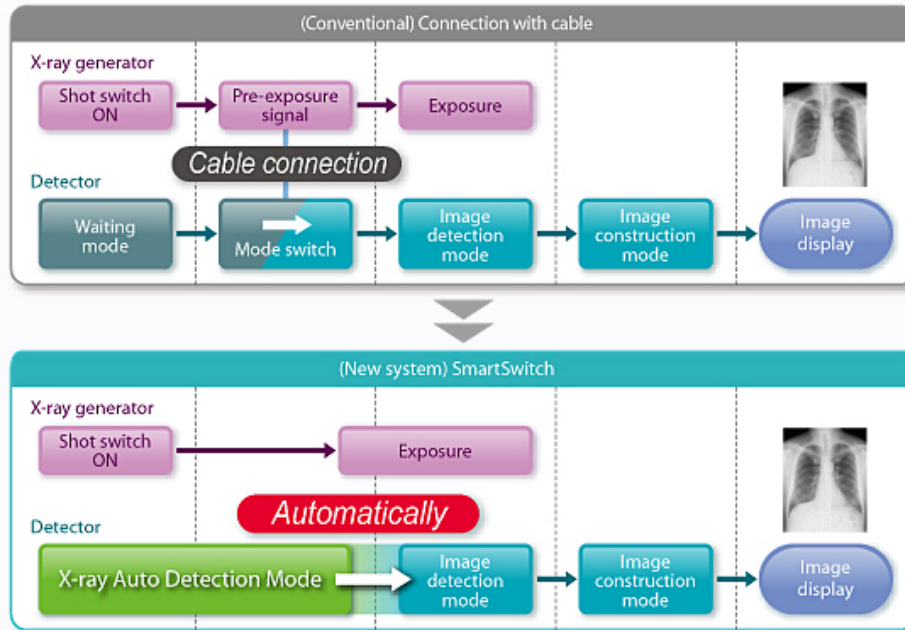 (Conventional) Connection with cable
X-ray generator
Shot switch
ON
Pre-exposure
signal
Exposure
Cable connection
Detector
Waiting
mode
Mode switch
Image
detection
mode
Image
construction
mode
Image
display
(New system) SmartSwitch
X-ray generator
Shot switch
ON
Exposure
Automatically
Detector
X-ray Auto Detection Mode
Image
detection
mode
Image
construction
mode
Image
display